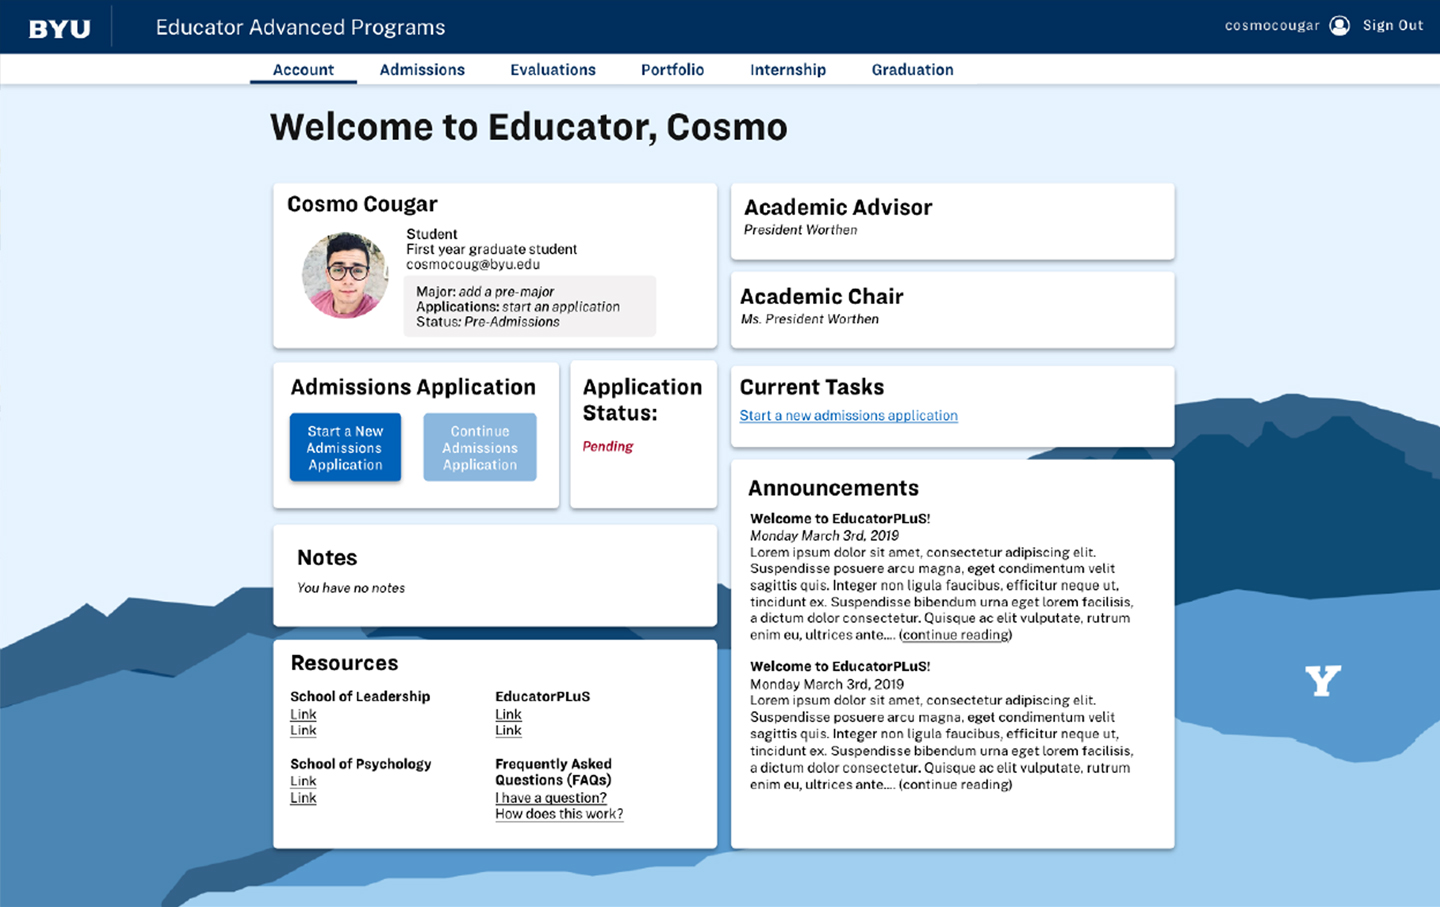 BYU
Educator Advanced Programs
cosmocougar
Sign Out
Account
Admissions
Evaluations
Portfolio
Internship
Graduation
Welcome to Educator, Cosmo
Cosmo Cougar
Student
First year graduate student
cosmocoug@byu.edu
Major: add a pre-major
Applications: start an application
Status: Pre-Admissions
Academic Advisor
President Worthen
Academic Chair
Ms. President Worthen
Admissions Application
Start a New
Admissions
Application
Continue
Admissions
Application
Application
Status:
Pending
Current Tasks
Start a new admissions application
Notes
You have no notes
Announcements
Welcome to EducatorPLuS!
Monday March 3rd, 2019
Lorem ipsum dolor sit amet, consectetur adipiscing elit.
Suspendisse posuere arcu magna, eget condimentum velit
sagittis quis. Integer non ligula faucibus, efficitur neque ut,
tincidunt ex. Suspendisse bibendum urna eget lorem facilisis,
a dictum dolor consectetur. Quisque ac elit vulputate, rutrum
enim eu, ultrices ante.... (continue reading)
Welcome to EducatorPLuS!
Monday March 3rd, 2019
Lorem ipsum dolor sit amet, consectetur adipiscing elit.
Suspendisse posuere arcu magna, eget condimentum velit
sagittis quis. Integer non ligula faucibus, efficitur neque ut,
tincidunt ex. Suspendisse bibendum urna eget lorem facilisis,
a dictum dolor consectetur. Quisque ac elit vulputate, rutrum
enim eu, ultrices ante.... (continue reading)
Resources
School of Leadership
Link
Link
EducatorPLuS
Link
Link
School of Psychology
Link
Link
Frequently Asked
Questions (FAQs)
I have a question?
How does this work?
Y